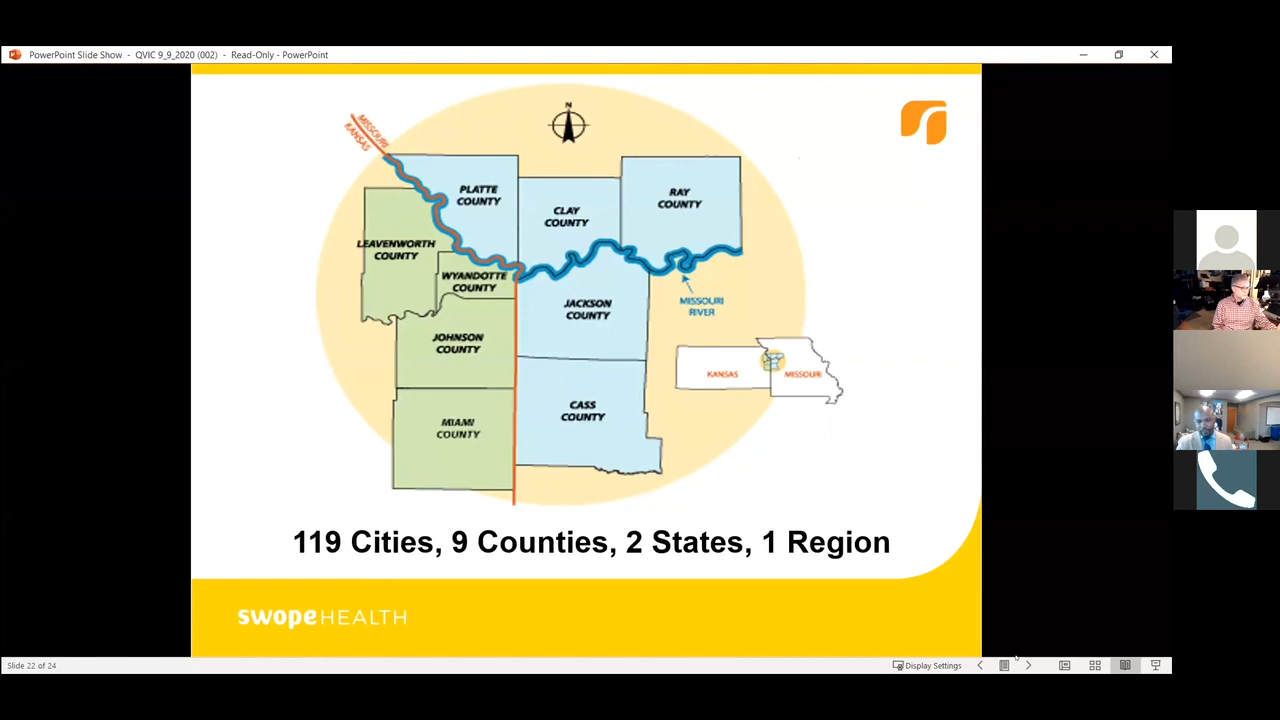 PowerPoint Slide Show - QVIC 9_9_2020 (002) - Read-Only - PowerPoint
N
MISSOURI
KANSAS
PLATTE
COUNTY
CLAY
COUNTY
RAY
COUNTY
LEAVENWORTH
COUNTY
WYANDOTTE
COUNTY
JACKSON
COUNTY
MISSOURI
RIVER
JOHNSON
COUNTY
KANSAS
MISSOURI
CASS
COUNTY
MIAMI
COUNTY
119 Cities, 9 Counties, 2 States, 1 Region
swopeHEALTH
Slide 22 of 24
Display Settings